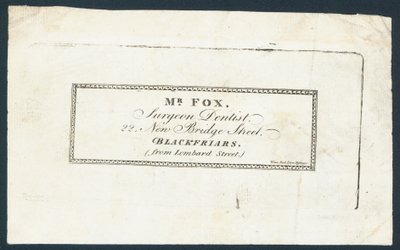 Mr. FOX.
Surgeon Dentist.
22. New Bridge Street.
BLACKFRIARS.
(from Lombard Street.)